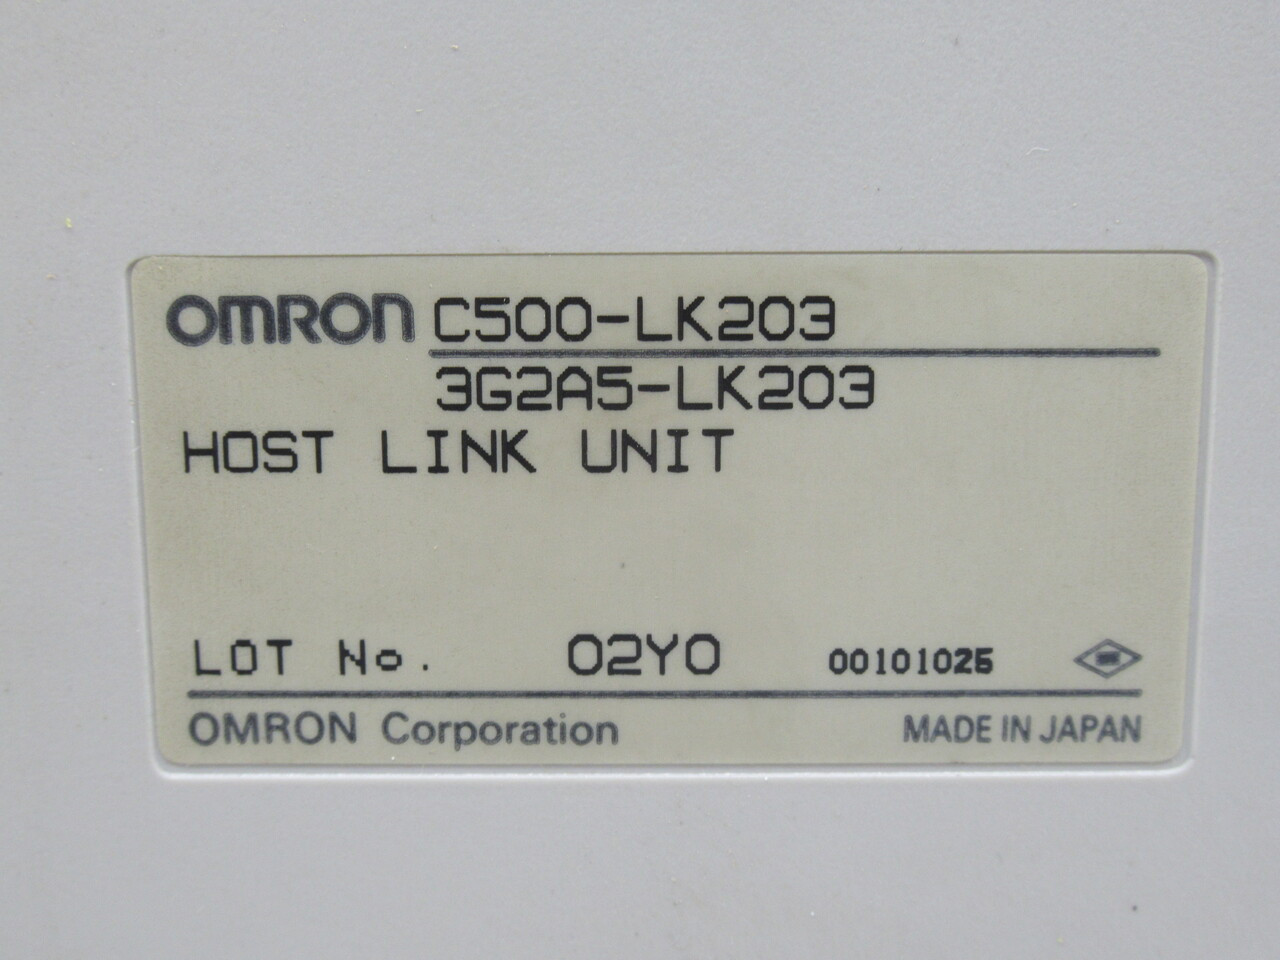 OMRON C500-LK203
3G2A5-LK203
HOST LINK UNIT
LOT No. 02Y0 00101025
OMRON Corporation MADE IN JAPAN